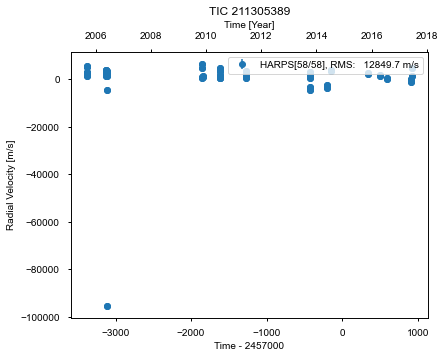 TIC 211305389
Time [Year]
2006 2008 2010 2012 2014 2016 2018
HARPS[58/58], RMS: 12849.7 m/s
Radial Velocity [m/s]
0
−20000
−40000
−60000
−80000
−100000
−3000 −2000 −1000 0 1000
Time - 2457000